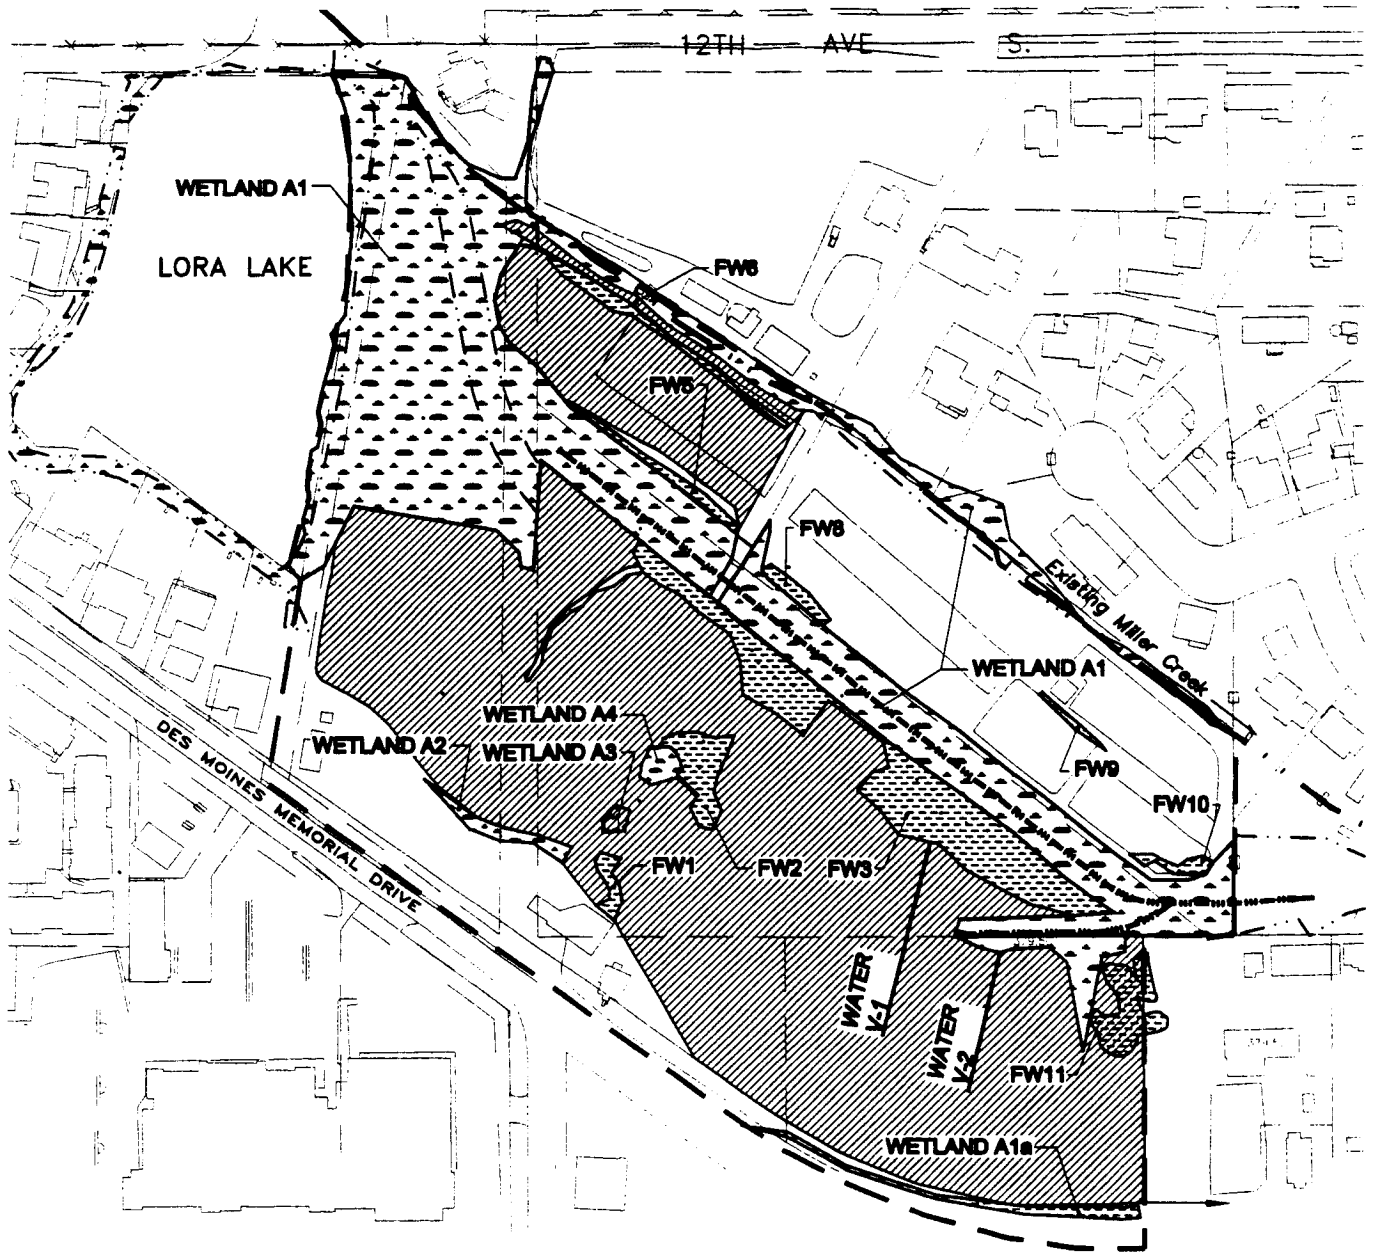 12TH AVE S.
WETLAND A1
LORA LAKE
FW6
FW5
FW8
Existing Miller Creek
WETLAND A1
WETLAND A4
WETLAND A2
WETLAND A3
DES MOINES MEMORIAL DRIVE
FW9
FW10
FW1
FW2
FW3
WATER
V-1
WATER
V-2
FW11
WETLAND A1a